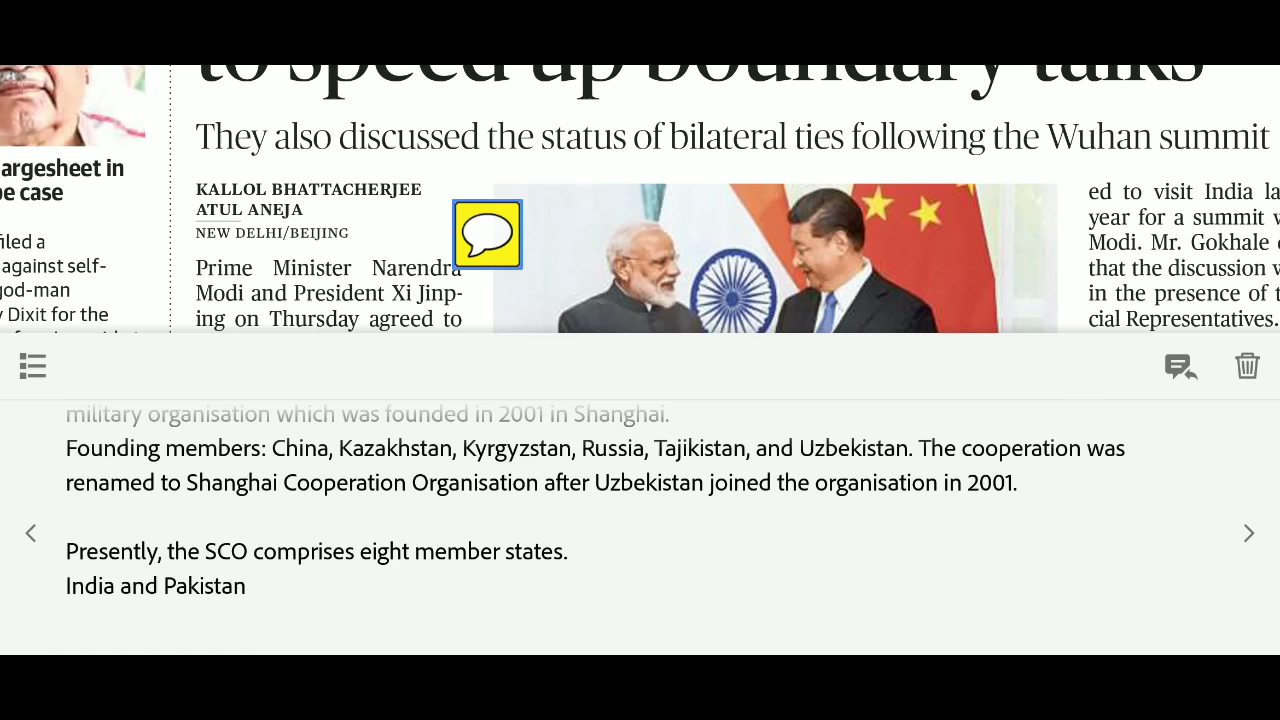 to speed up boundary talks
They also discussed the status of bilateral ties following the Wuhan summit
argesheet in
e case
filed a
against self-
god-man
Dixit for the
KALLOL BHATTACHERJEE
ATUL ANEJA
NEW DELHI/BEIJING
Prime Minister Narendra
Modi and President Xi Jinp-
ing on Thursday agreed to
ed to visit India la
year for a summit w
Modi. Mr. Gokhale
that the discussion w
in the presence of t
cial Representatives.
military organisation which was founded in 2001 in Shanghai.
Founding members: China, Kazakhstan, Kyrgyzstan, Russia, Tajikistan, and Uzbekistan. The cooperation was
renamed to Shanghai Cooperation Organisation after Uzbekistan joined the organisation in 2001.
Presently, the SCO comprises eight member states.
India and Pakistan